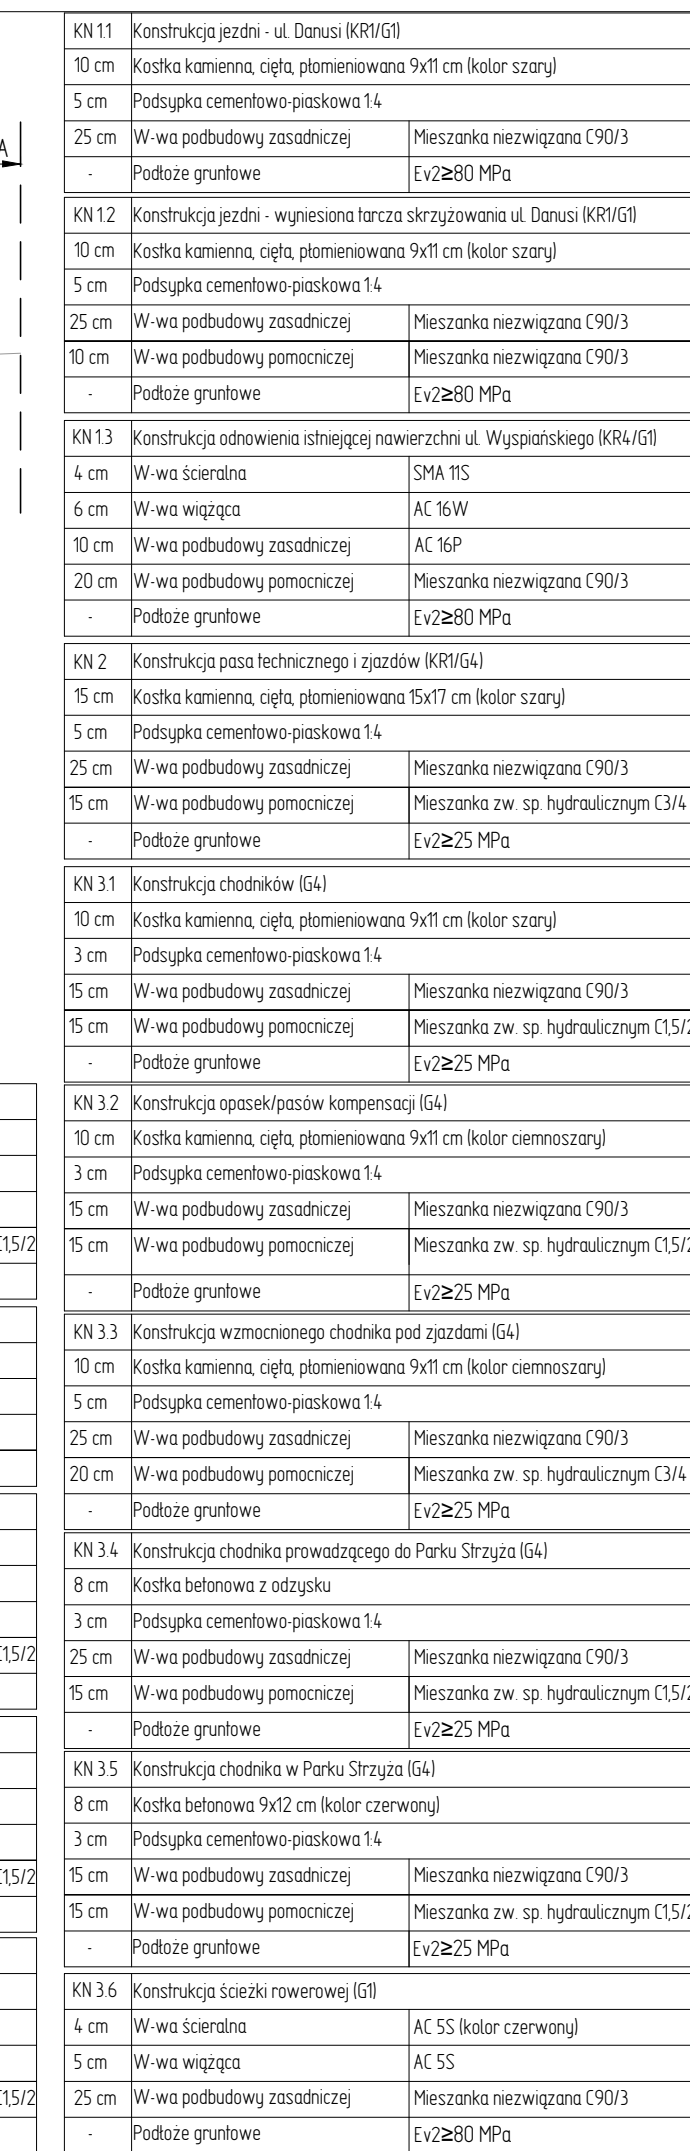 A
KN 1.1 Konstrukcja jezdni - ul. Danusi (KR1/G1)
10 cm Kostka kamienna, cięta, płomieniowana 9x11 cm (kolor szary)
5 cm Podsypka cementowo-piaskowa 1:4
25 cm W-wa podbudowy zasadniczej Mieszanka niezwiązana C90/3
- Podłoże gruntowe Ev2≥80 MPa
KN 1.2 Konstrukcja jezdni - wyniesiona tarcza skrzyżowania ul. Danusi (KR1/G1)
10 cm Kostka kamienna, cięta, płomieniowana 9x11 cm (kolor szary)
5 cm Podsypka cementowo-piaskowa 1:4
25 cm W-wa podbudowy zasadniczej Mieszanka niezwiązana C90/3
10 cm W-wa podbudowy pomocniczej Mieszanka niezwiązana C90/3
- Podłoże gruntowe Ev2≥80 MPa
KN 1.3 Konstrukcja odnowienia istniejącej nawierzchni ul. Wyspiańskiego (KR4/G1)
4 cm W-wa ścieralna SMA 11S
6 cm W-wa wiążąca AC 16W
10 cm W-wa podbudowy zasadniczej AC 16P
20 cm W-wa podbudowy pomocniczej Mieszanka niezwiązana C90/3
- Podłoże gruntowe Ev2≥80 MPa
KN 2 Konstrukcja pasa technicznego i zjazdów (KR1/G4)
15 cm Kostka kamienna, cięta, płomieniowana 15x17 cm (kolor szary)
5 cm Podsypka cementowo-piaskowa 1:4
25 cm W-wa podbudowy zasadniczej Mieszanka niezwiązana C90/3
15 cm W-wa podbudowy pomocniczej Mieszanka zw. sp. hydraulicznym C3/4
- Podłoże gruntowe Ev2≥25 MPa
KN 3.1 Konstrukcja chodników (G4)
10 cm Kostka kamienna, cięta, płomieniowana 9x11 cm (kolor szary)
3 cm Podsypka cementowo-piaskowa 1:4
15 cm W-wa podbudowy zasadniczej Mieszanka niezwiązana C90/3
15 cm W-wa podbudowy pomocniczej Mieszanka zw. sp. hydraulicznym C1,5/2
- Podłoże gruntowe Ev2≥25 MPa
KN 3.2 Konstrukcja opasek/pasów kompensacji (G4)
10 cm Kostka kamienna, cięta, płomieniowana 9x11 cm (kolor ciemnoszary)
3 cm Podsypka cementowo-piaskowa 1:4
15 cm W-wa podbudowy zasadniczej Mieszanka niezwiązana C90/3
C1,5/2 15 cm W-wa podbudowy pomocniczej Mieszanka zw. sp. hydraulicznym C1,5/2
- Podłoże gruntowe Ev2≥25 MPa
KN 3.3 Konstrukcja wzmocnionego chodnika pod zjazdami (G4)
10 cm Kostka kamienna, cięta, płomieniowana 9x11 cm (kolor ciemnoszary)
5 cm Podsypka cementowo-piaskowa 1:4
25 cm W-wa podbudowy zasadniczej Mieszanka niezwiązana C90/3
20 cm W-wa podbudowy pomocniczej Mieszanka zw. sp. hydraulicznym C3/4
- Podłoże gruntowe Ev2≥25 MPa
KN 3.4 Konstrukcja chodnika prowadzącego do Parku Strzyża (G4)
8 cm Kostka betonowa z odzysku
3 cm Podsypka cementowo-piaskowa 1:4
C1,5/2 25 cm W-wa podbudowy zasadniczej Mieszanka niezwiązana C90/3
15 cm W-wa podbudowy pomocniczej Mieszanka zw. sp. hydraulicznym C1,5/2
- Podłoże gruntowe Ev2≥25 MPa
KN 3.5 Konstrukcja chodnika w Parku Strzyża (G4)
8 cm Kostka betonowa 9x12 cm (kolor czerwony)
3 cm Podsypka cementowo-piaskowa 1:4
C1,5/2 15 cm W-wa podbudowy zasadniczej Mieszanka niezwiązana C90/3
15 cm W-wa podbudowy pomocniczej Mieszanka zw. sp. hydraulicznym C1,5/2
- Podłoże gruntowe Ev2≥25 MPa
KN 3.6 Konstrukcja ścieżki rowerowej (G1)
4 cm W-wa ścieralna AC 5S (kolor czerwony)
5 cm W-wa wiążąca AC 5S
C1,5/2 25 cm W-wa podbudowy zasadniczej Mieszanka niezwiązana C90/3
- Podłoże gruntowe Ev2≥80 MPa